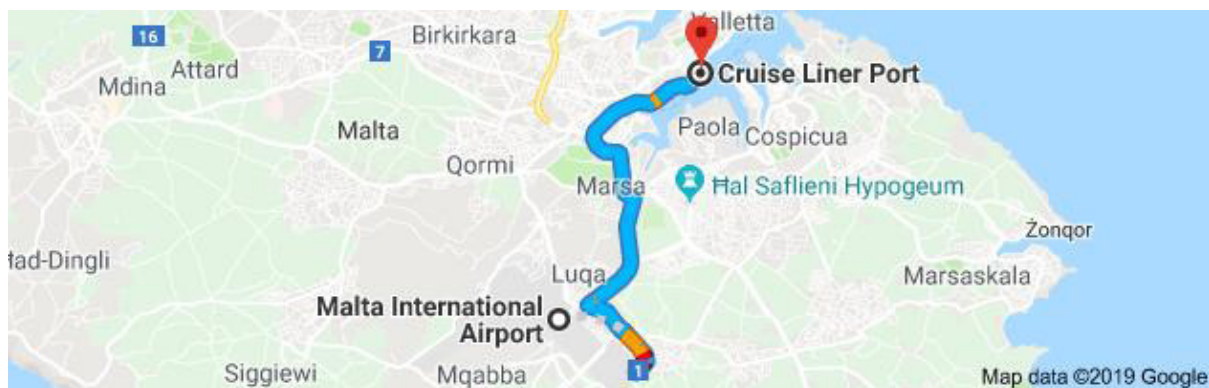 Valletta
16
Birkirkara
7
Attard
Mdina
Cruise Liner Port
Malta
Paola
Cospicua
Qormi
Marsa
Ħal Saflieni Hypogeum
Żonqor
Ħad-Dingli
Luqa
Marsaskala
Malta International
Airport
Siggiewi
Mqabba
1
Map data ©2019 Google